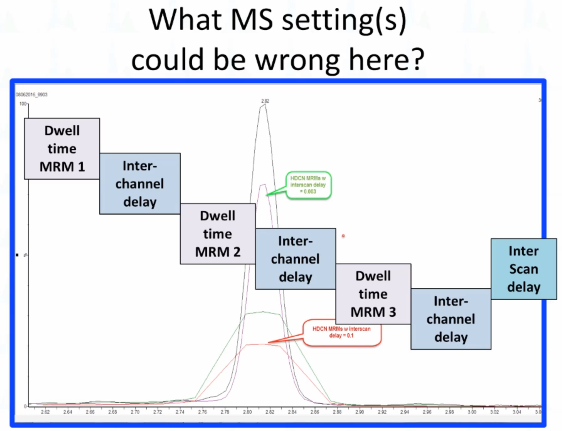 What MS setting(s)
could be wrong here?
100
2.82
Dwell
time
MRM 1
Inter-
channel
delay
Dwell
time
MRM 2
HDCN MRMs w
interscan delay
= 0.003
Inter-
channel
delay
Dwell
time
MRM 3
Inter-
channel
delay
Inter
Scan
delay
%
HDCN MRMs w interscan
delay = 0.1
0
2.62 2.64 2.66 2.68 2.70 2.72 2.74 2.76 2.78 2.80 2.82 2.84 2.86 2.88 2.90 2.92 2.94 2.96 2.98 3.00 3.02 3.04